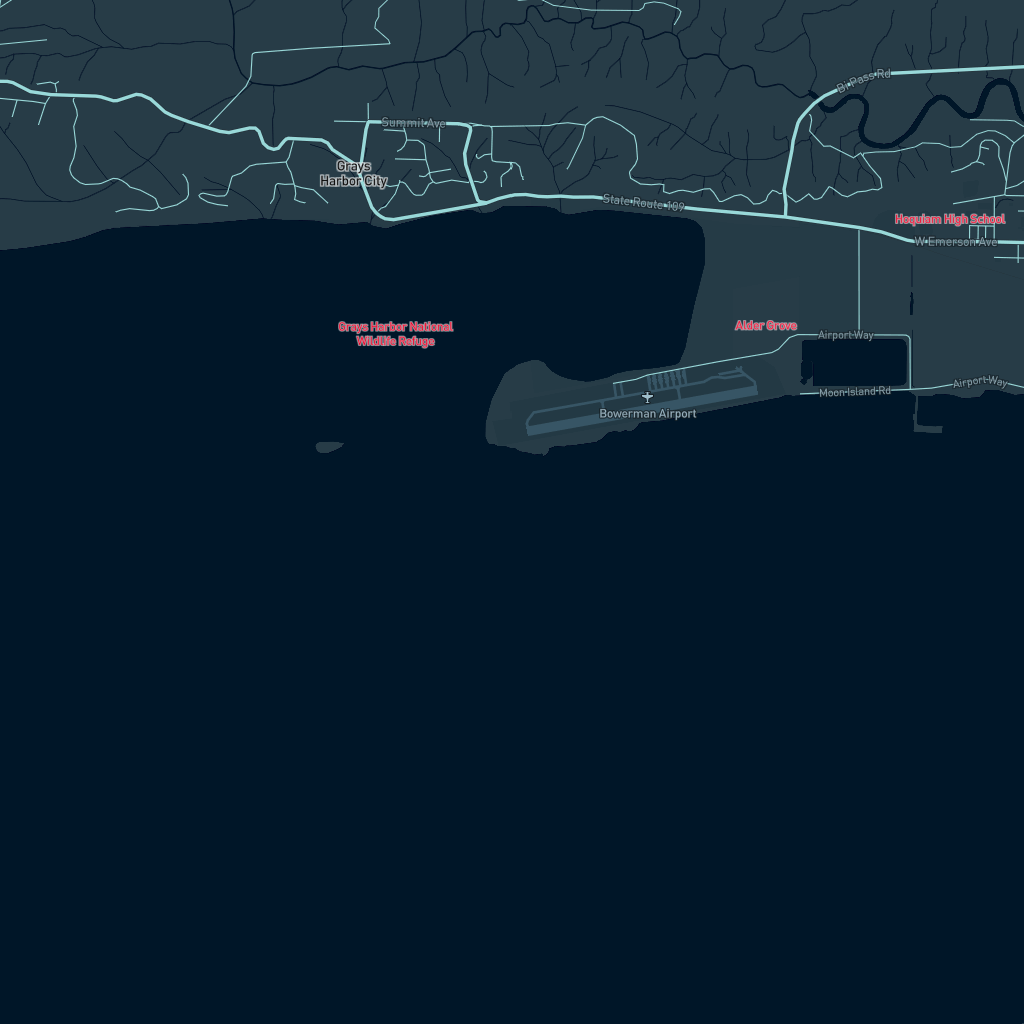 Bi Pass Rd
Summit Ave
Grays
Harbor City
State Route 109
Hoquiam High School
W Emerson Ave
Grays Harbor National
Wildlife Refuge
Alder Grove
Airport Way
Airport Way
Moon Island Rd
Bowerman Airport